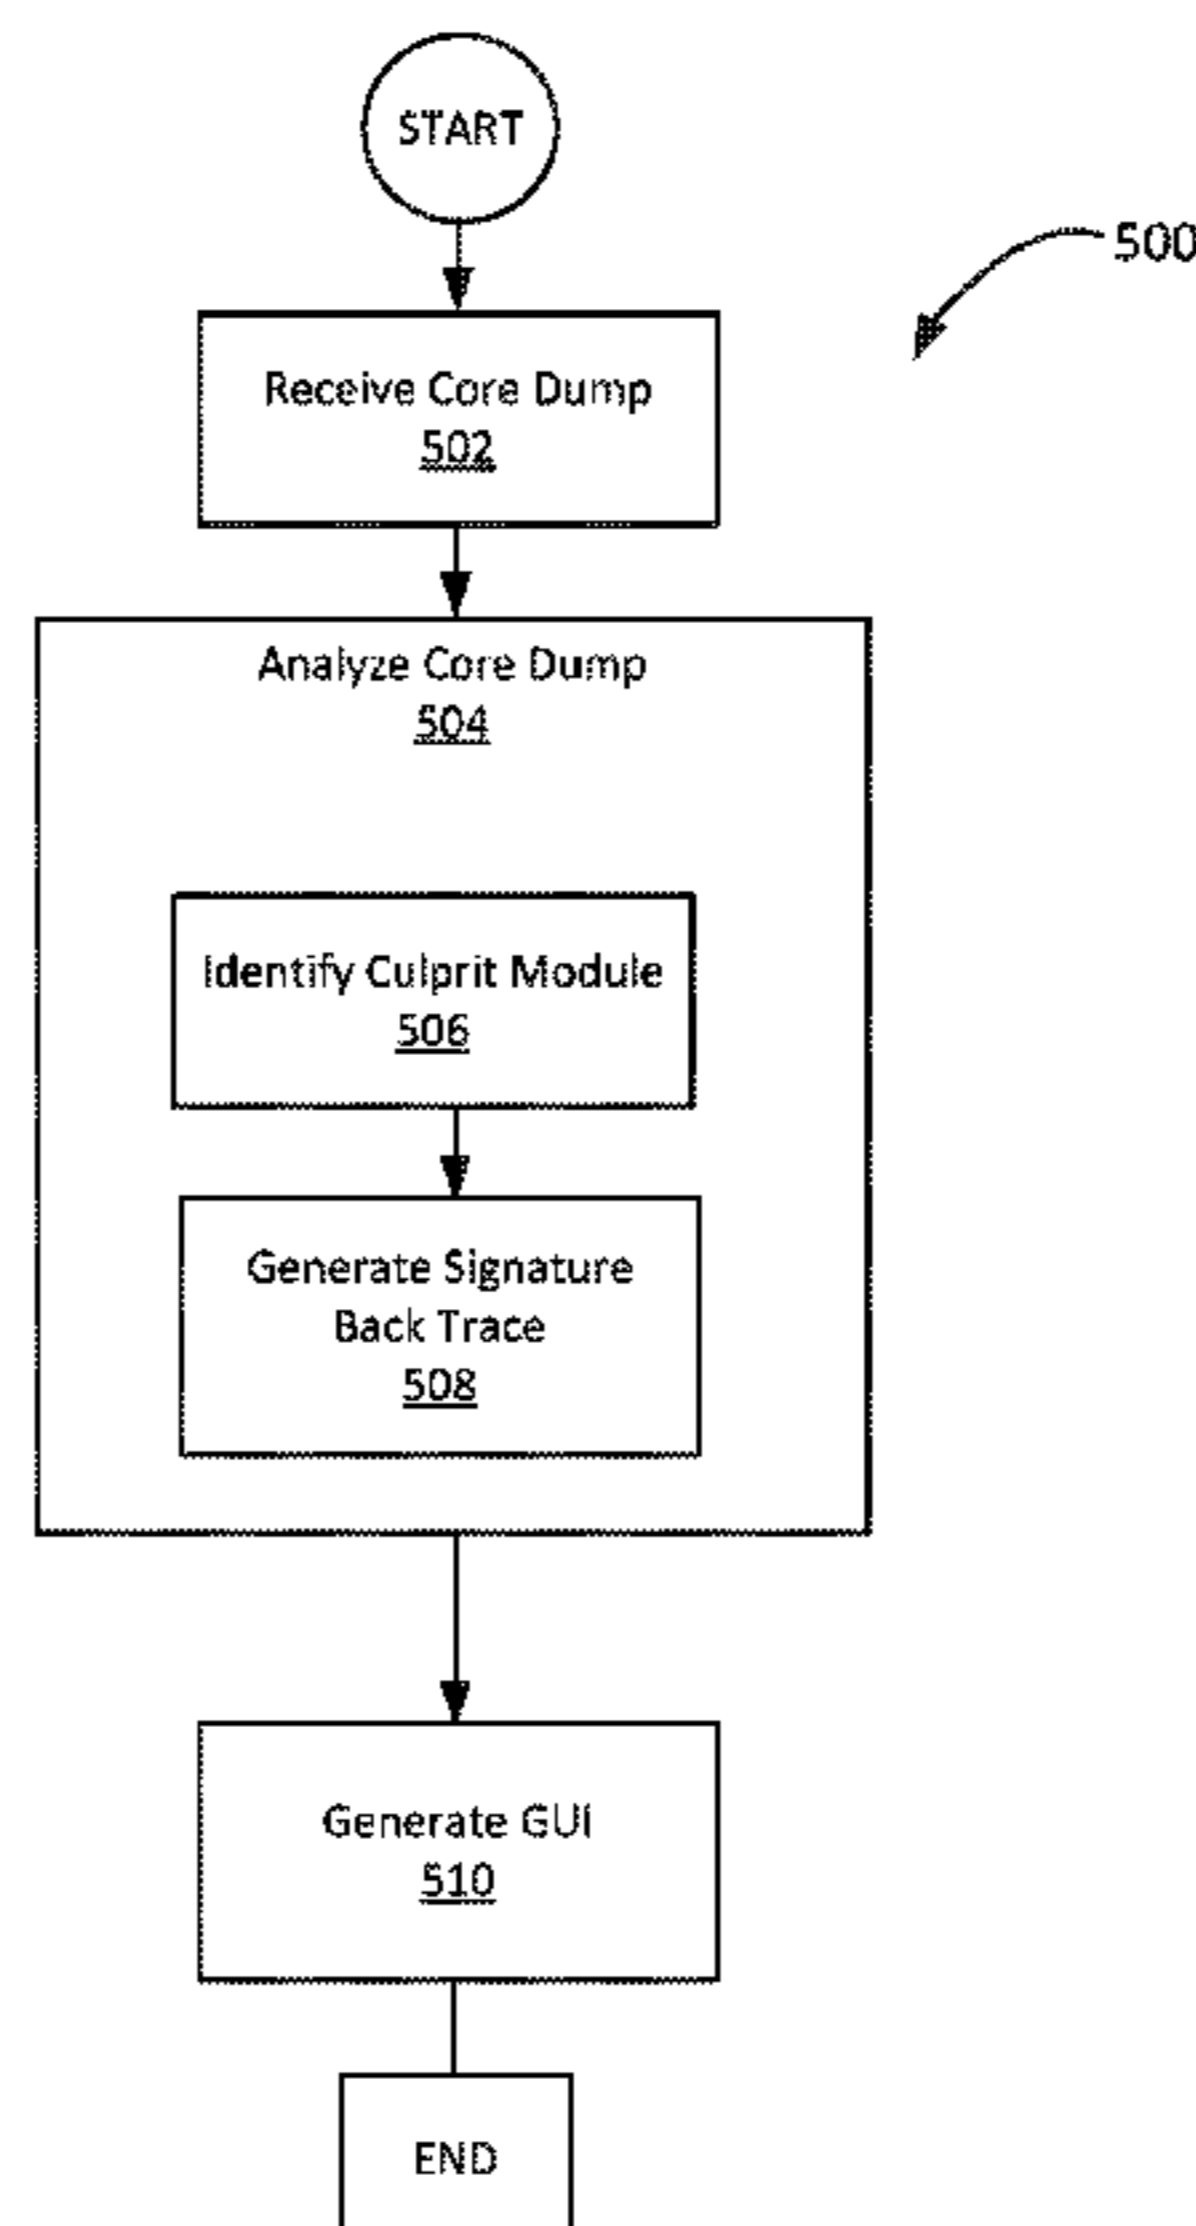 START
500
Receive Core Dump
502
Analyze Core Dump
504
Identify Culprit Module
506
Generate Signature
Back Trace
508
Generate GUI
510
END